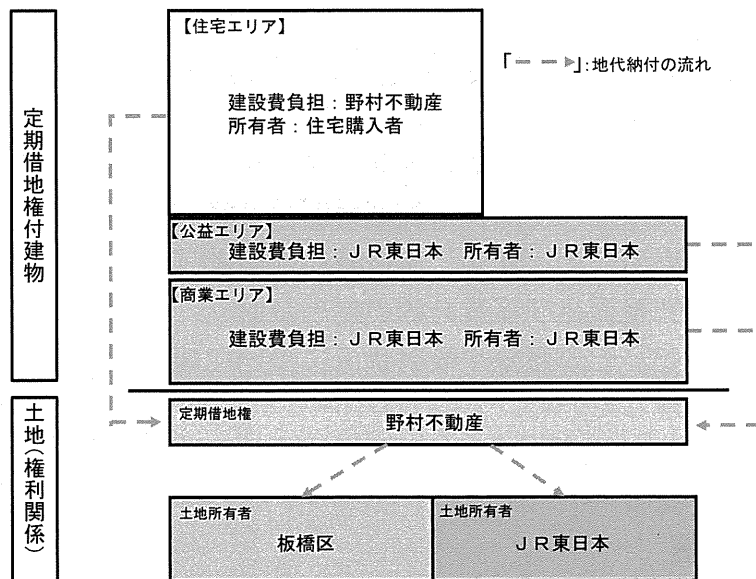 定期借地権付建物
【住宅エリア】
建設費負担：野村不動産
所有者：住宅購入者
「－－➤」：地代納付の流れ
【公益エリア】
建設費負担：ＪＲ東日本　所有者：ＪＲ東日本
【商業エリア】
建設費負担：ＪＲ東日本　所有者：ＪＲ東日本
土地（権利関係）
定期借地権
野村不動産
土地所有者
板橋区
土地所有者
ＪＲ東日本